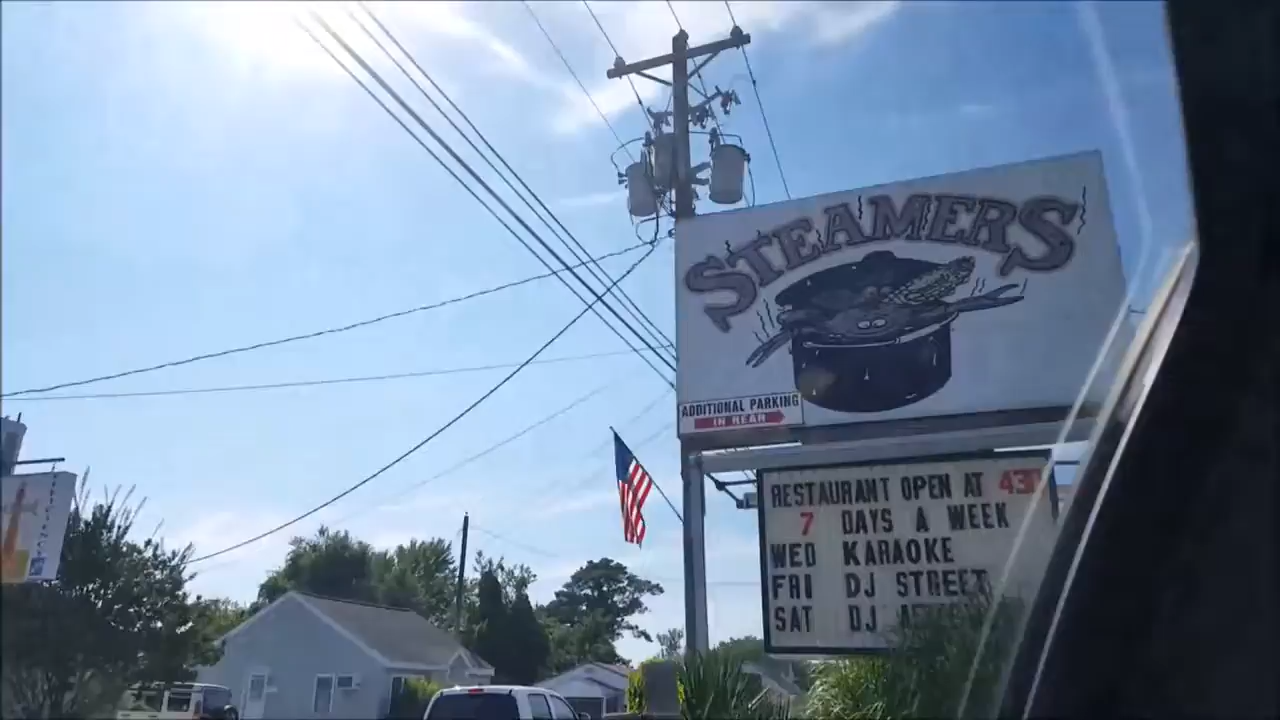 STEAMERS
ADDITIONAL PARKING
IN REAR
RESTAURANT OPEN AT
7 DAYS A WEEK
WED KARAOKE
FRI DJ STREET
SAT DJ